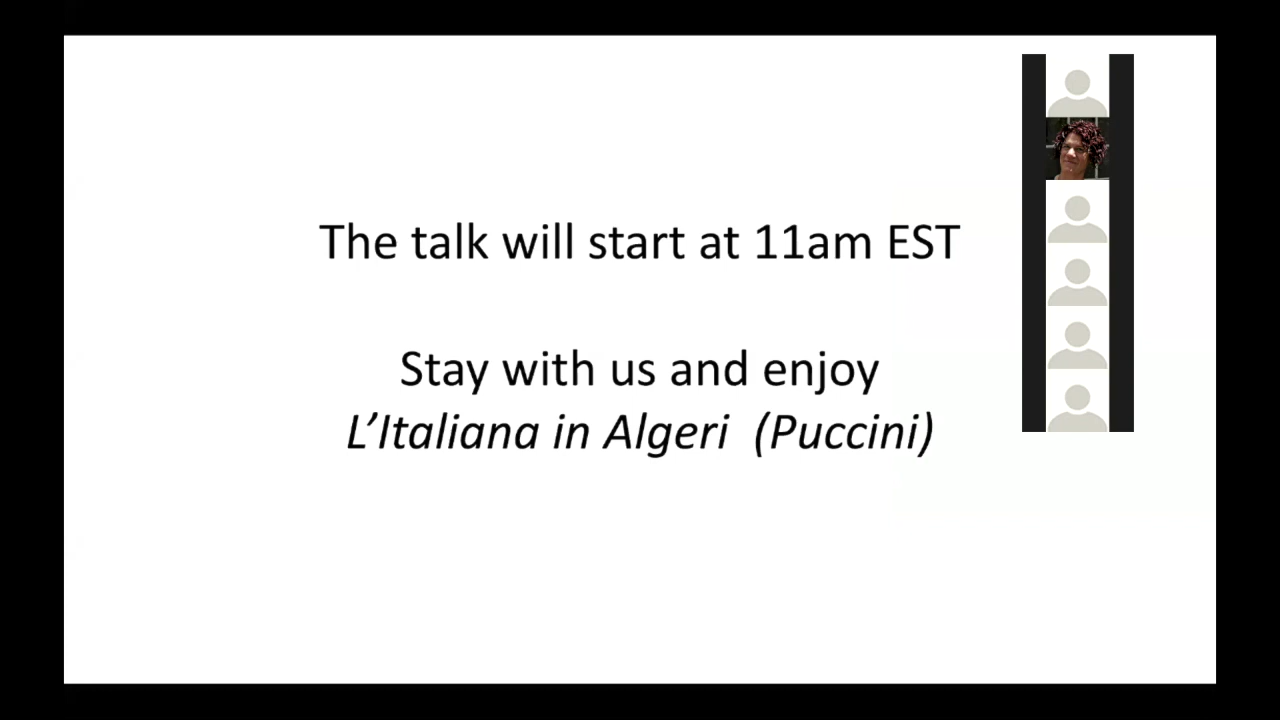 The talk will start at 11am EST
Stay with us and enjoy
L’Italiana in Algeri (Puccini)